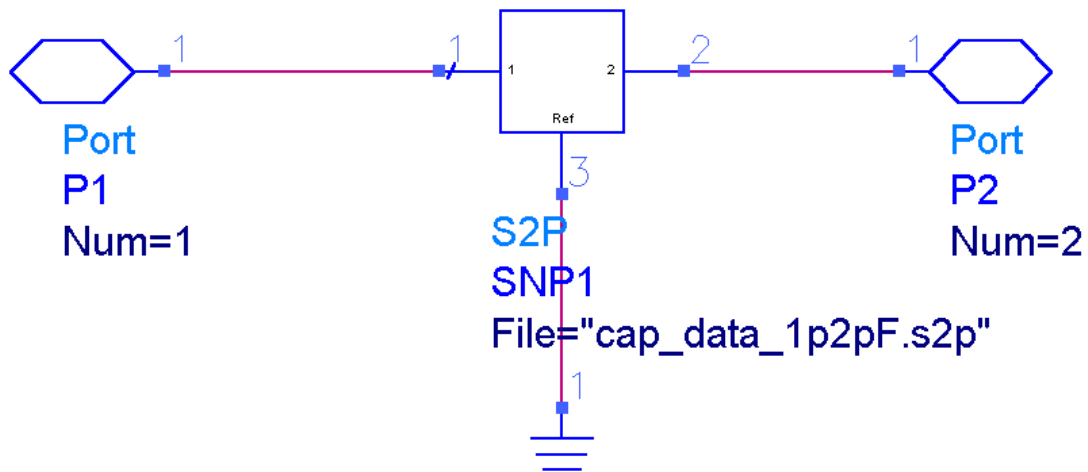 1
1
1
2
Ref
2
1
3
Port
P1
Num=1
S2P
SNP1
File="cap_data_1p2pF.s2p"
Port
P2
Num=2
1